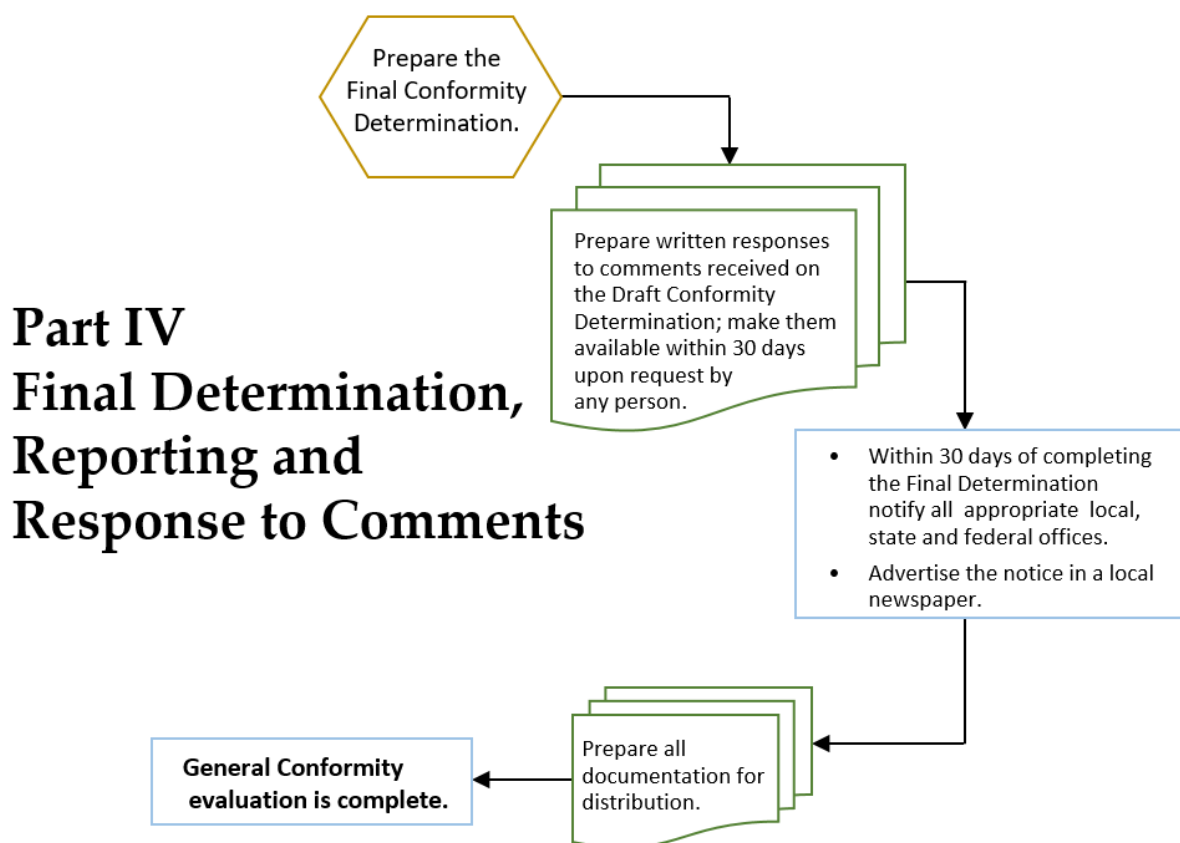 Prepare the
Final Conformity
Determination.
Prepare written responses
to comments received on
the Draft Conformity
Determination; make them
available within 30 days
upon request by
any person.
Part IV
Final Determination,
Reporting and
Response to Comments
• Within 30 days of completing
the Final Determination
notify all appropriate local,
state and federal offices.
• Advertise the notice in a local
newspaper.
Prepare all
documentation for
distribution.
General Conformity
evaluation is complete.